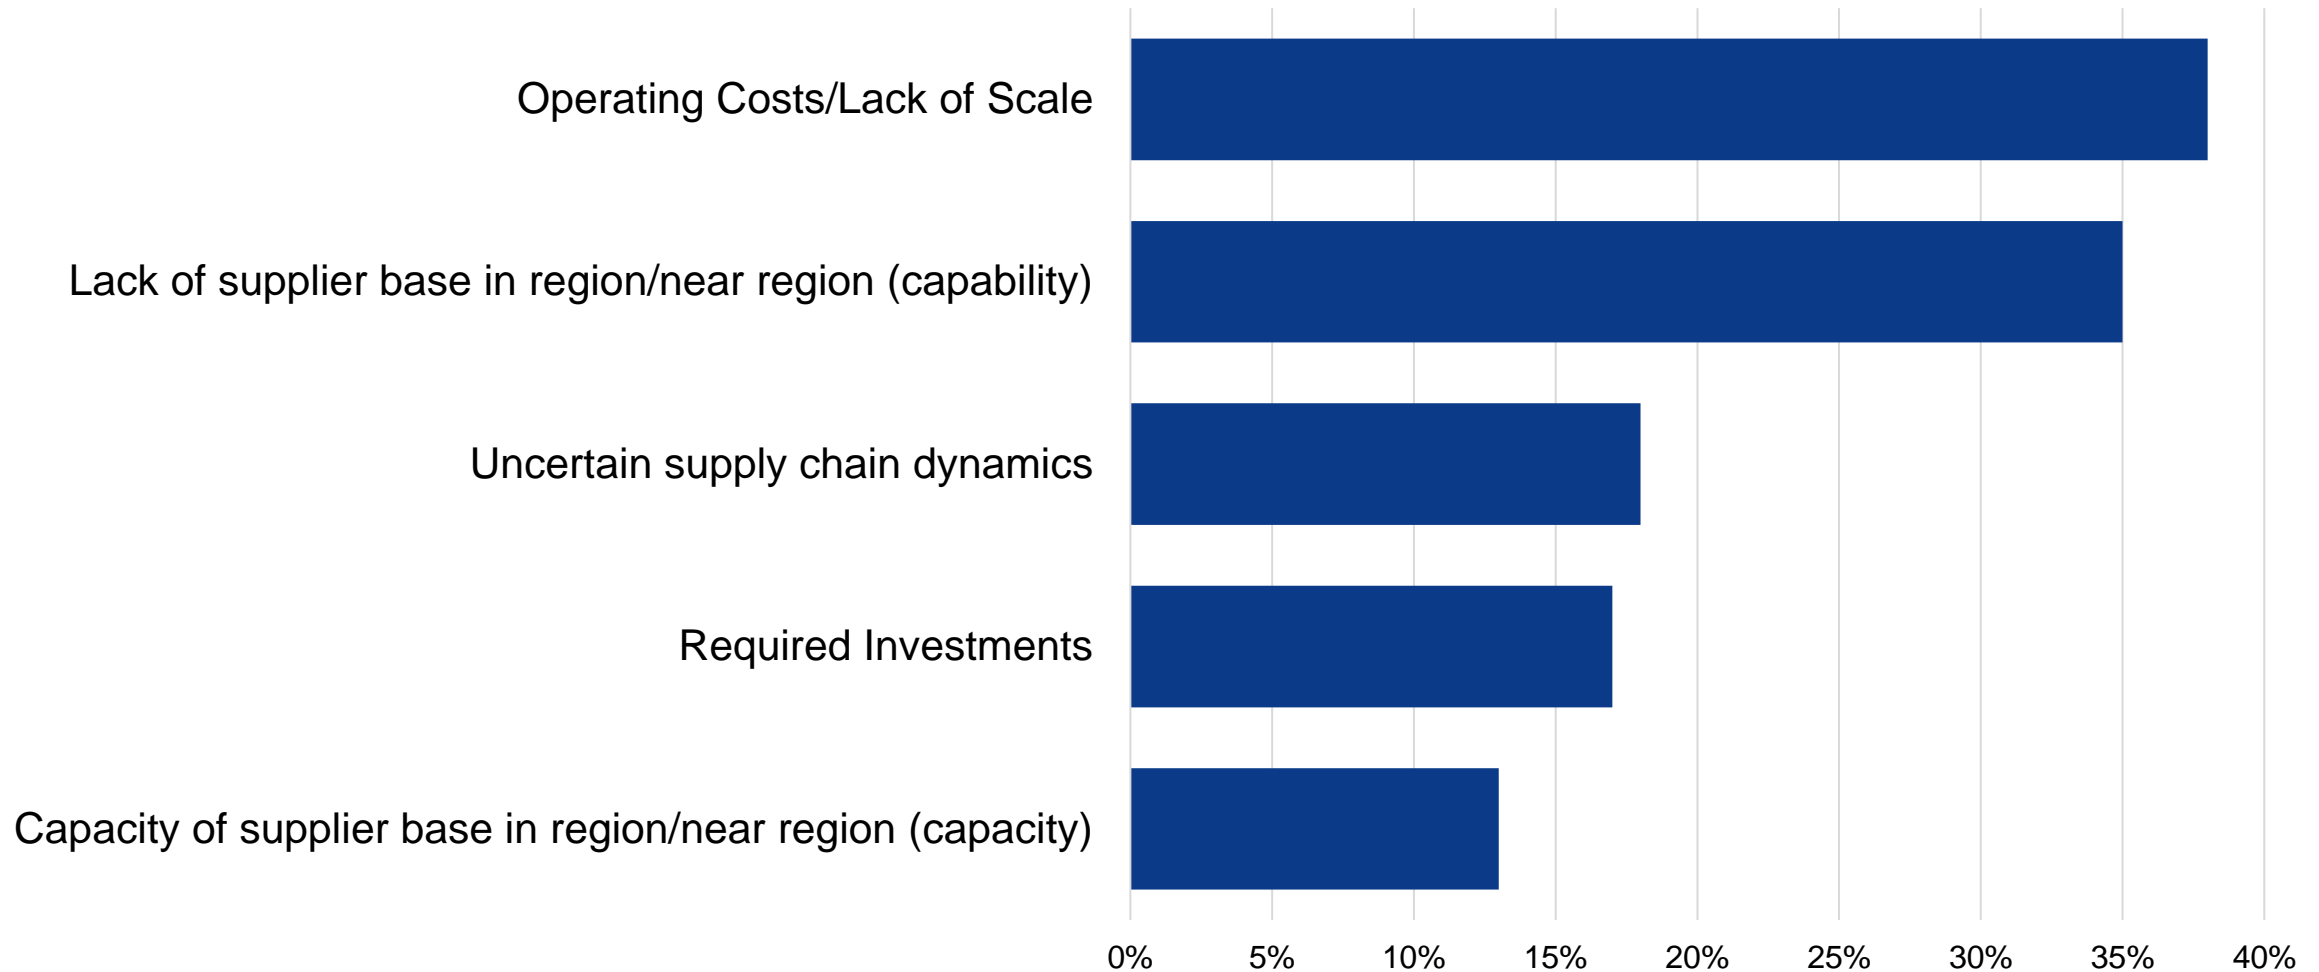 Operating Costs/Lack of Scale
Lack of supplier base in region/near region (capability)
Uncertain supply chain dynamics
Required Investments
Capacity of supplier base in region/near region (capacity)
0% 5% 10% 15% 20% 25% 30% 35% 40%